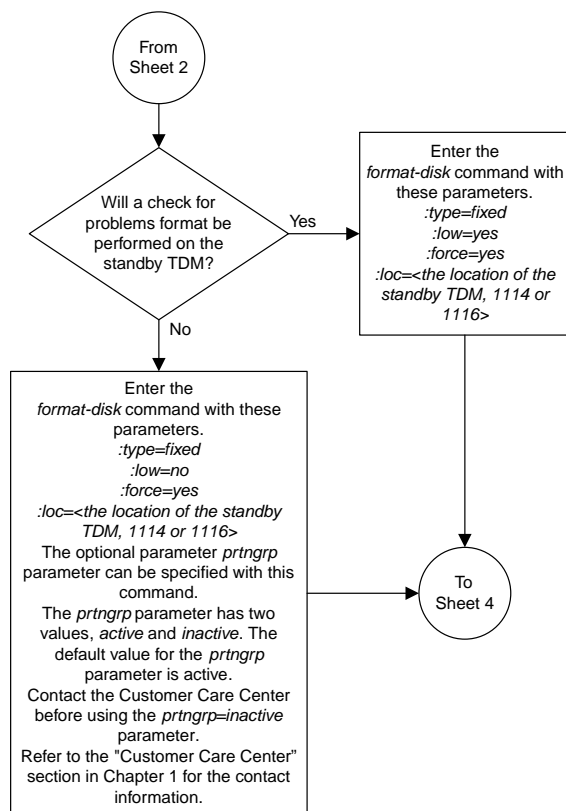 From
Sheet 2
Will a check for
problems format be
performed on the
standby TDM?
Yes
Enter the
format-disk command with
these parameters.
:type=fixed
:low=yes
:force=yes
:loc=<the location of the
standby TDM, 1114 or
1116>
No
Enter the
format-disk command with these
parameters.
:type=fixed
:low=no
:force=yes
:loc=<the location of the standby
TDM, 1114 or 1116>
The optional parameter prtngrp
parameter can be specified with this
command.
The prtngrp parameter has two
values, active and inactive. The
default value for the prtngrp
parameter is active.
Contact the Customer Care Center
before using the prtngrp=inactive
parameter.
Refer to the "Customer Care Center”
section in Chapter 1 for the contact
information.
To
Sheet 4